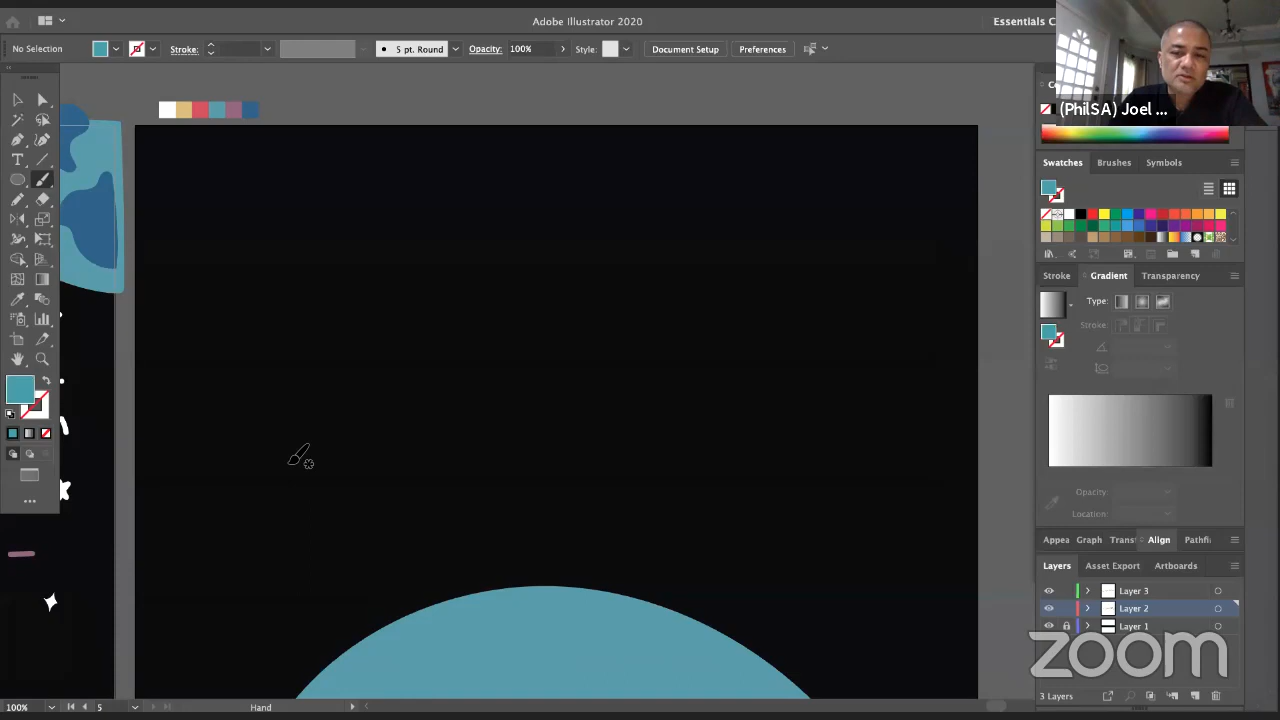 Adobe Illustrator 2020
Essentials C
No Selection
Stroke:
5 pt. Round
Opacity: 100%
Style:
Document Setup
Preferences
(PhilSA) Joel ...
Swatches Brushes Symbols
Stroke Gradient Transparency
Type:
Stroke:
Opacity:
Location:
Appea Graph Trans Align Pathfi
Layers Asset Export Artboards
Layer 3
Layer 2
Layer 1
zoom
3 Layers
100% 5 Hand